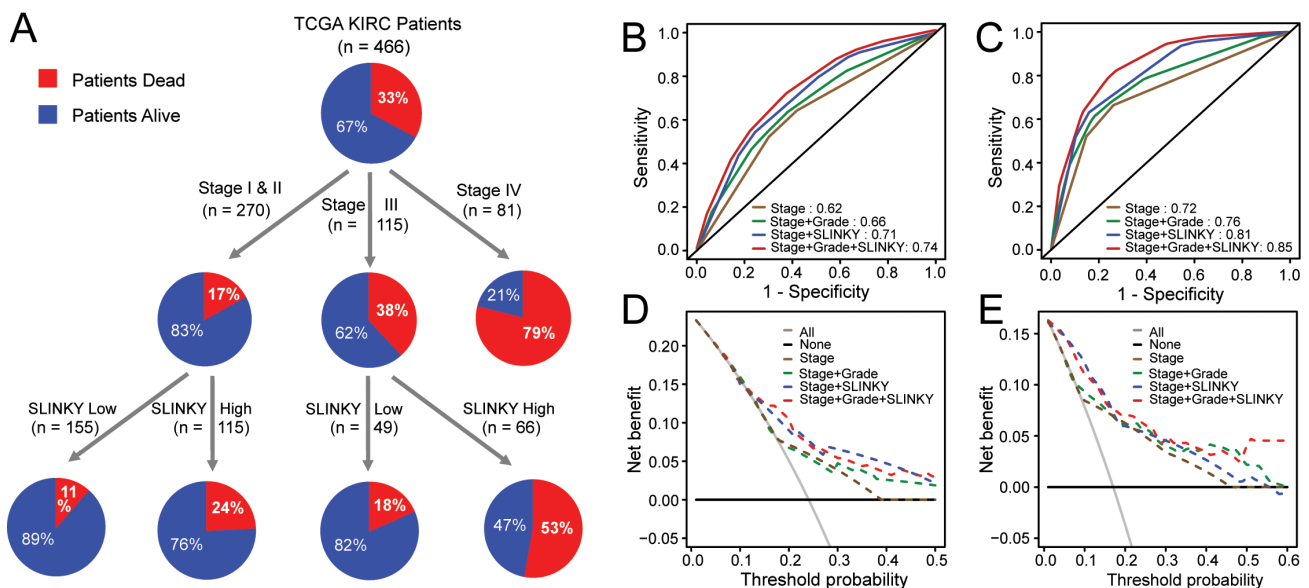 A
TCGA KIRC Patients
(n = 466)
Patients Dead
Patients Alive
33%
67%
Stage I & II
(n = 270)
Stage III
(n = 115)
Stage IV
(n = 81)
17%
83%
38%
62%
21%
79%
SLINKY Low
(n = 155)
SLINKY High
(n = 115)
SLINKY Low
(n = 49)
SLINKY High
(n = 66)
11
%
89%
24%
76%
18%
82%
47%
53%
B
Sensitivity
1.0
0.8
0.6
0.4
0.2
0.0
Stage : 0.62
Stage+Grade : 0.66
Stage+SLINKY : 0.71
Stage+Grade+SLINKY: 0.74
0.0 0.2 0.4 0.6 0.8 1.0
1 - Specificity
C
Sensitivity
1.0
0.8
0.6
0.4
0.2
0.0
Stage : 0.72
Stage+Grade : 0.76
Stage+SLINKY : 0.81
Stage+Grade+SLINKY: 0.85
0.0 0.2 0.4 0.6 0.8 1.0
1 - Specificity
D
Net benefit
0.20
0.15
0.10
0.05
0.00
−0.05
All
None
Stage
Stage+Grade
Stage+SLINKY
Stage+Grade+SLINKY
0.0 0.1 0.2 0.3 0.4 0.5
Threshold probability
E
Net benefit
0.15
0.10
0.05
0.00
−0.05
All
None
Stage
Stage+Grade
Stage+SLINKY
Stage+Grade+SLINKY
0.0 0.1 0.2 0.3 0.4 0.5 0.6
Threshold probability